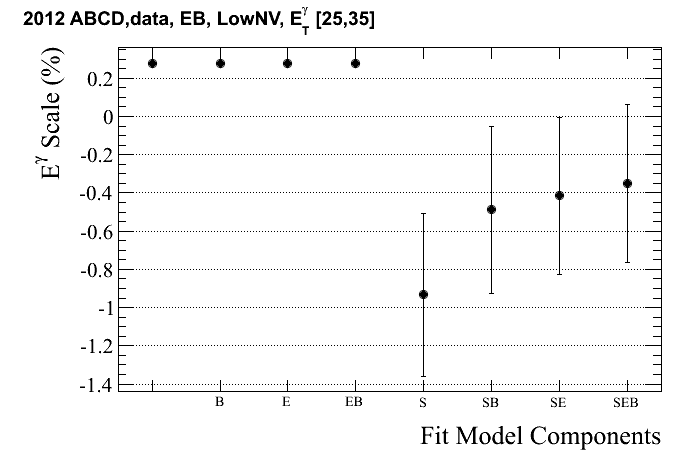 2012 ABCD,data, EB, LowNV, E_T^γ [25,35]
E^γ Scale (%)
0.2
0
-0.2
-0.4
-0.6
-0.8
-1
-1.2
-1.4
B E EB S SB SE SEB
Fit Model Components